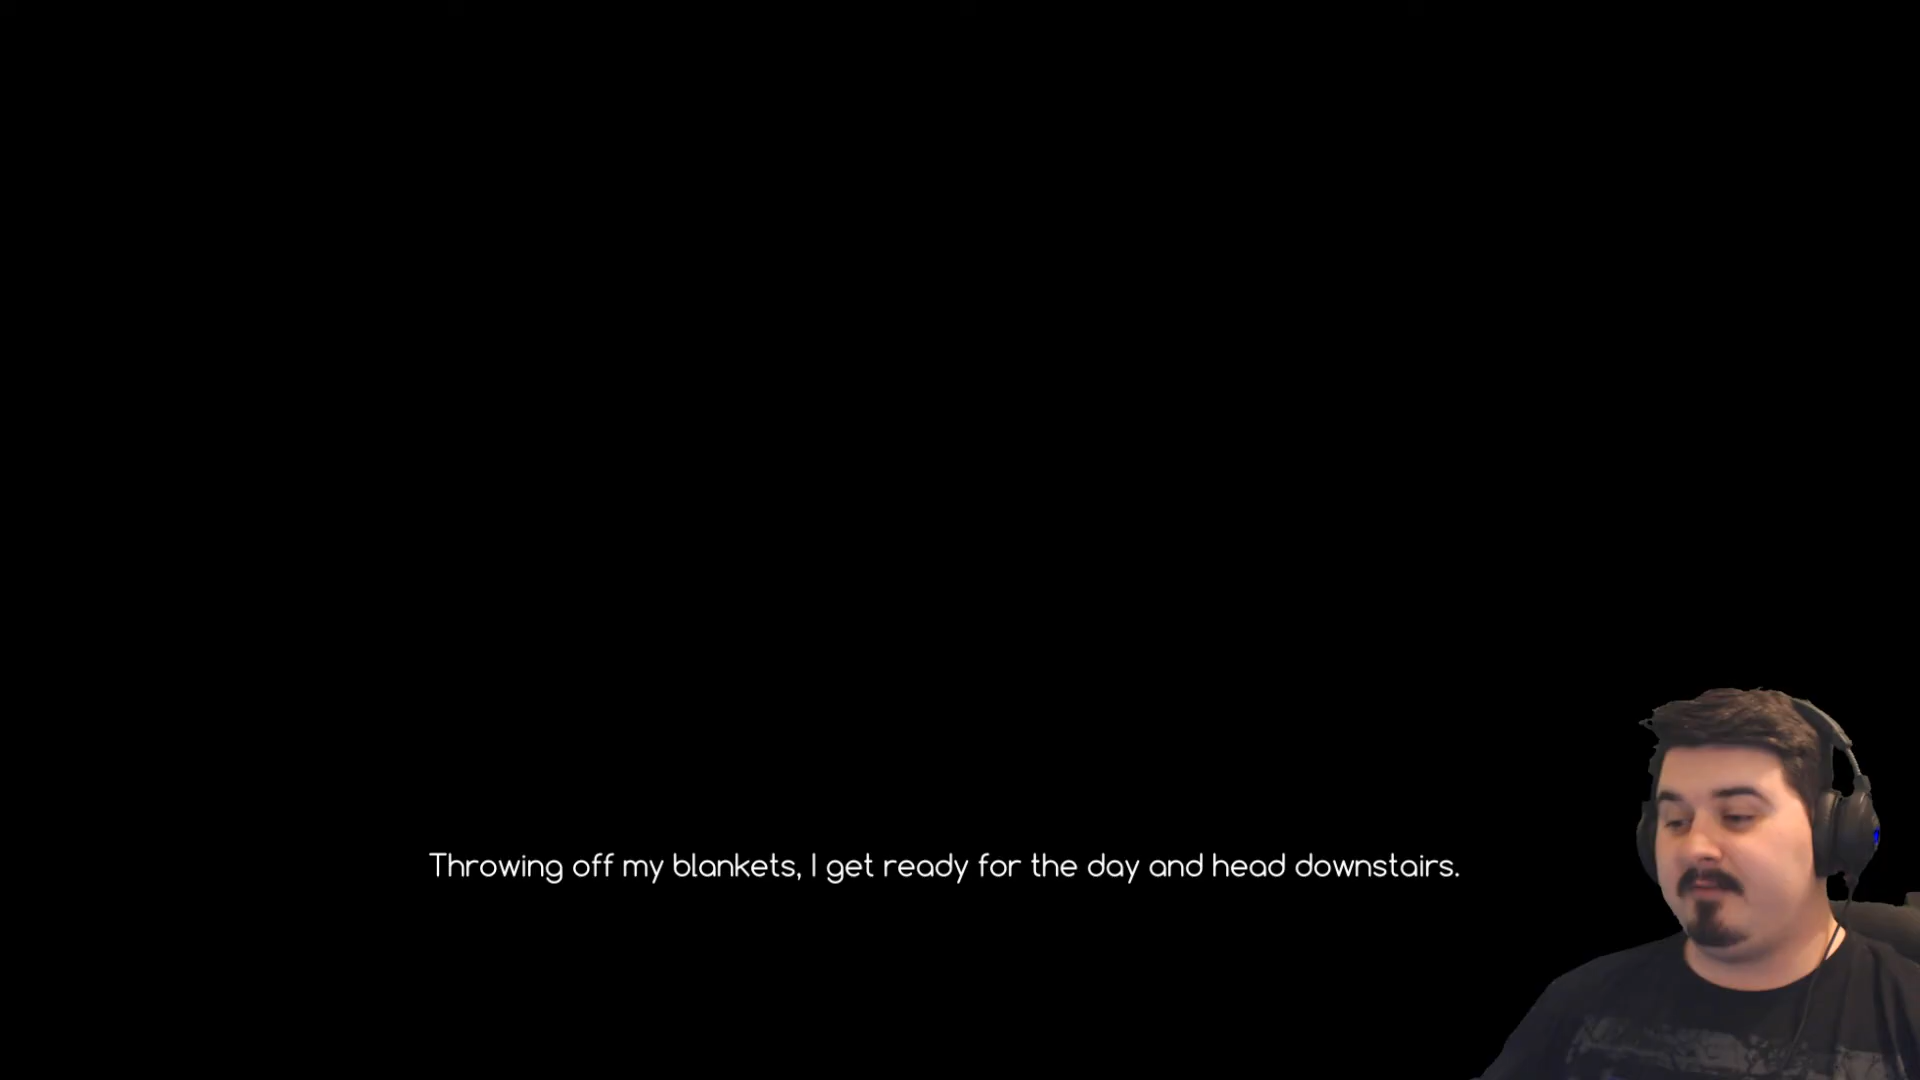 Throwing off my blankets, I get ready for the day and head downstairs.